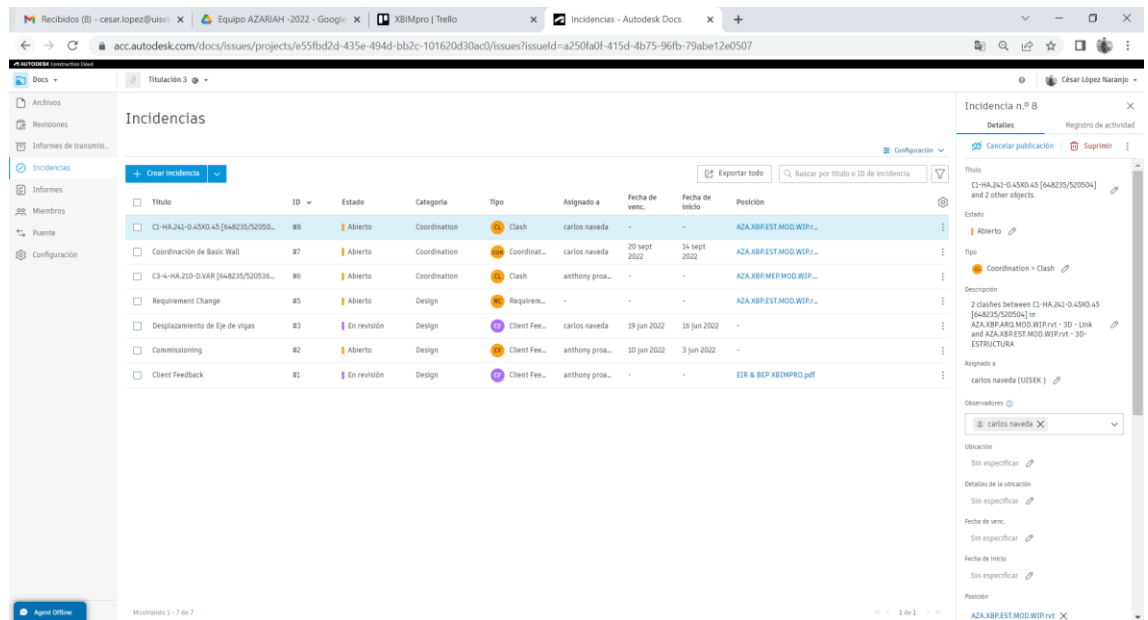 Recibidos (8) - cesar.lopez@uisel
Equipo AZARIAH -2022 - Google
XBIMpro | Trello
Incidencias - Autodesk Docs
acc.autodesk.com/docs/issues/projects/e55fbd2d-435e-494d-bb2c-101620d30ac0/issues?issueId=a250fa0f-415d-4b75-96fb-79abe12e0507
AUTODESK Construction Cloud
Docs
Titulación 3
César López Naranjo
Archivos
Revisiones
Informes de transmisi...
Incidencias
Informes
Miembros
Puente
Configuración
Incidencias
Configuración
+ Crear incidencia
Exportar todo
Buscar por título o ID de incidencia
Título ID Estado Categoría Tipo Asignado a Fecha de venc. Fecha de inicio Posición
C1-HA.241-0.45X0.45 [648235/52050... #8 Abierto Coordination CL Clash carlos naveda - - AZA.XBP.EST.MOD.WIP.r...
Coordinación de Basic Wall #7 Abierto Coordination Coordinat... carlos naveda 20 sept 2022 14 sept 2022 AZA.XBP.EST.MOD.WIP.r...
C3-4-HA.210-D.VAR [648235/520536... #6 Abierto Coordination CL Clash anthony proa... - - AZA.XBP.MEP.MOD.WIP...
Requirement Change #5 Abierto Design RC Requirem... - - - AZA.XBP.EST.MOD.WIP.r...
Desplazamiento de Eje de vigas #3 En revisión Design CF Client Fee... carlos naveda 19 jun 2022 16 jun 2022 -
Commissioning #2 Abierto Design CF Client Fee... anthony proa... 10 jun 2022 3 jun 2022 -
Client Feedback #1 En revisión Design CF Client Fee... anthony proa... - - EIR & BEP XBIMPRO.pdf
Mostrando 1 - 7 de 7
1 de 1
Agent Offline
Incidencia n.º 8
Detalles
Registro de actividad
Cancelar publicación
Suprimir
Título
C1-HA.241-0.45X0.45 [648235/520504]
and 2 other objects.
Estado
Abierto
Tipo
CL Coordination > Clash
Descripción
2 clashes between C1-HA.241-0.45X0.45
[648235/520504] in
AZA.XBP.ARQ.MOD.WIP.rvt - 3D - Link
and AZA.XBP.EST.MOD.WIP.rvt - 3D-
ESTRUCTURA
Asignado a
carlos naveda (UISEK )
Observadores
carlos naveda
Ubicación
Sin especificar
Detalles de la ubicación
Sin especificar
Fecha de venc.
Sin especificar
Fecha de inicio
Sin especificar
Posición
AZA.XBP.EST.MOD.WIP.rvt